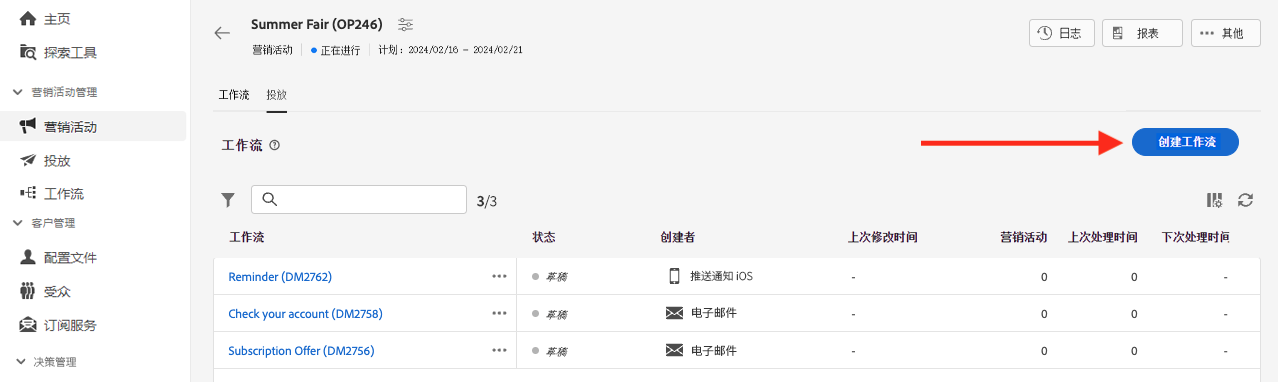 主页
探索工具
营销活动管理
营销活动
投放
工作流
客户管理
配置文件
受众
订阅服务
决策管理
Summer Fair (OP246)
营销活动 正在进行 计划：2024/02/16 – 2024/02/21
日志 报表 其他
工作流 投放
工作流
创建工作流
3/3
工作流 状态 创建者 上次修改时间 营销活动 上次处理时间 下次处理时间
Reminder (DM2762) 草稿 推送通知 iOS - 0 0 -
Check your account (DM2758) 草稿 电子邮件 - 0 0 -
Subscription Offer (DM2756) 草稿 电子邮件 - 0 0 -